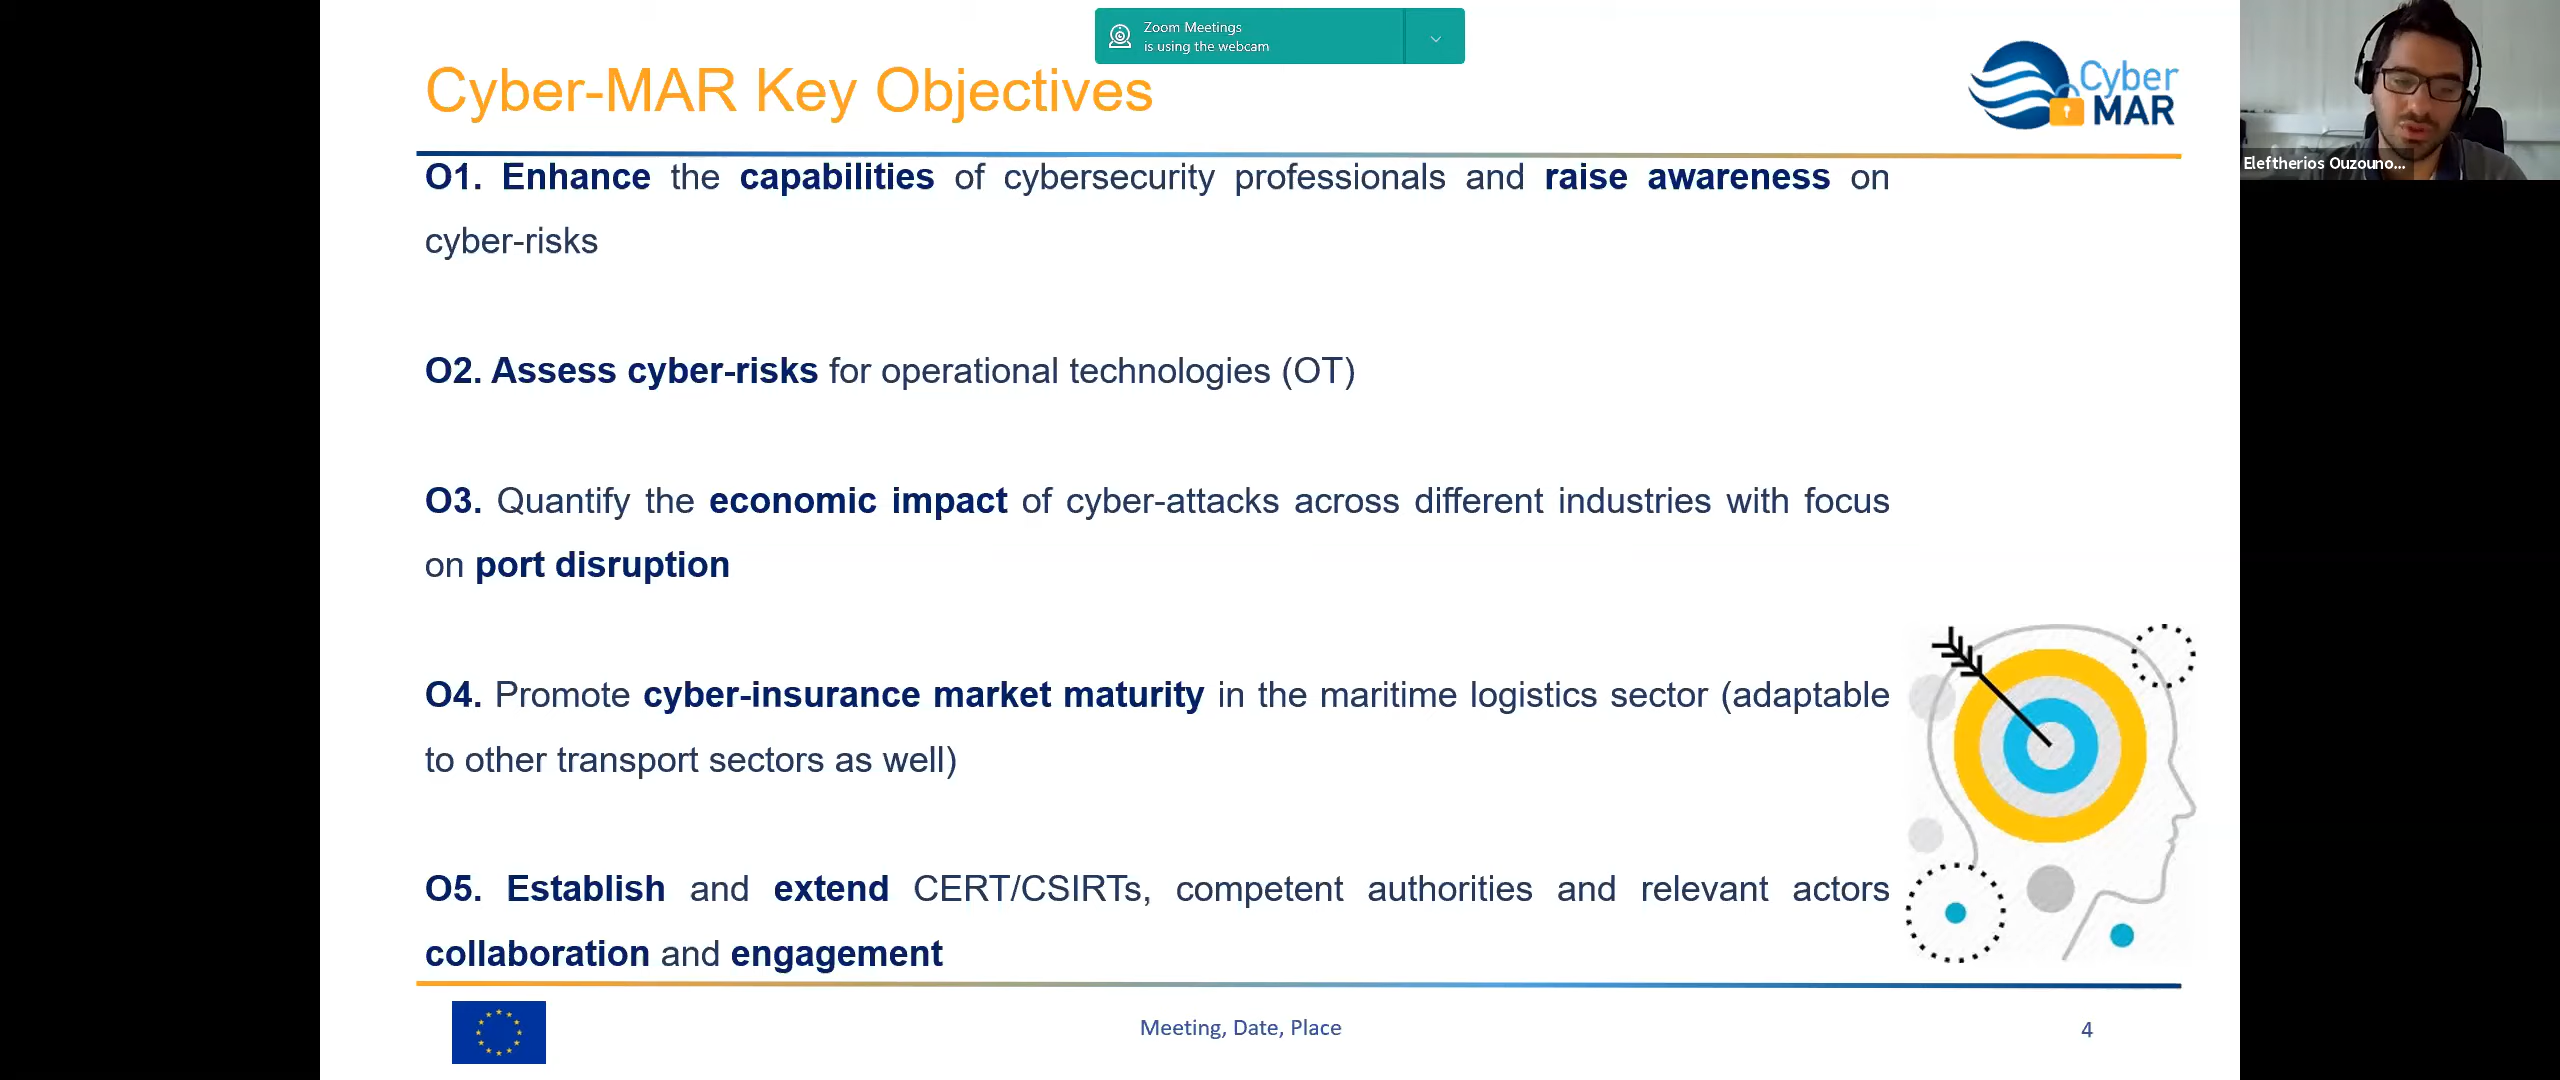 Zoom Meetings
is using the webcam
Cyber-MAR Key Objectives
Cyber
MAR
Eleftherios Ouzouno...
O1. Enhance the capabilities of cybersecurity professionals and raise awareness on
cyber-risks
O2. Assess cyber-risks for operational technologies (OT)
O3. Quantify the economic impact of cyber-attacks across different industries with focus
on port disruption
O4. Promote cyber-insurance market maturity in the maritime logistics sector (adaptable
to other transport sectors as well)
O5. Establish and extend CERT/CSIRTs, competent authorities and relevant actors
collaboration and engagement
Meeting, Date, Place
4